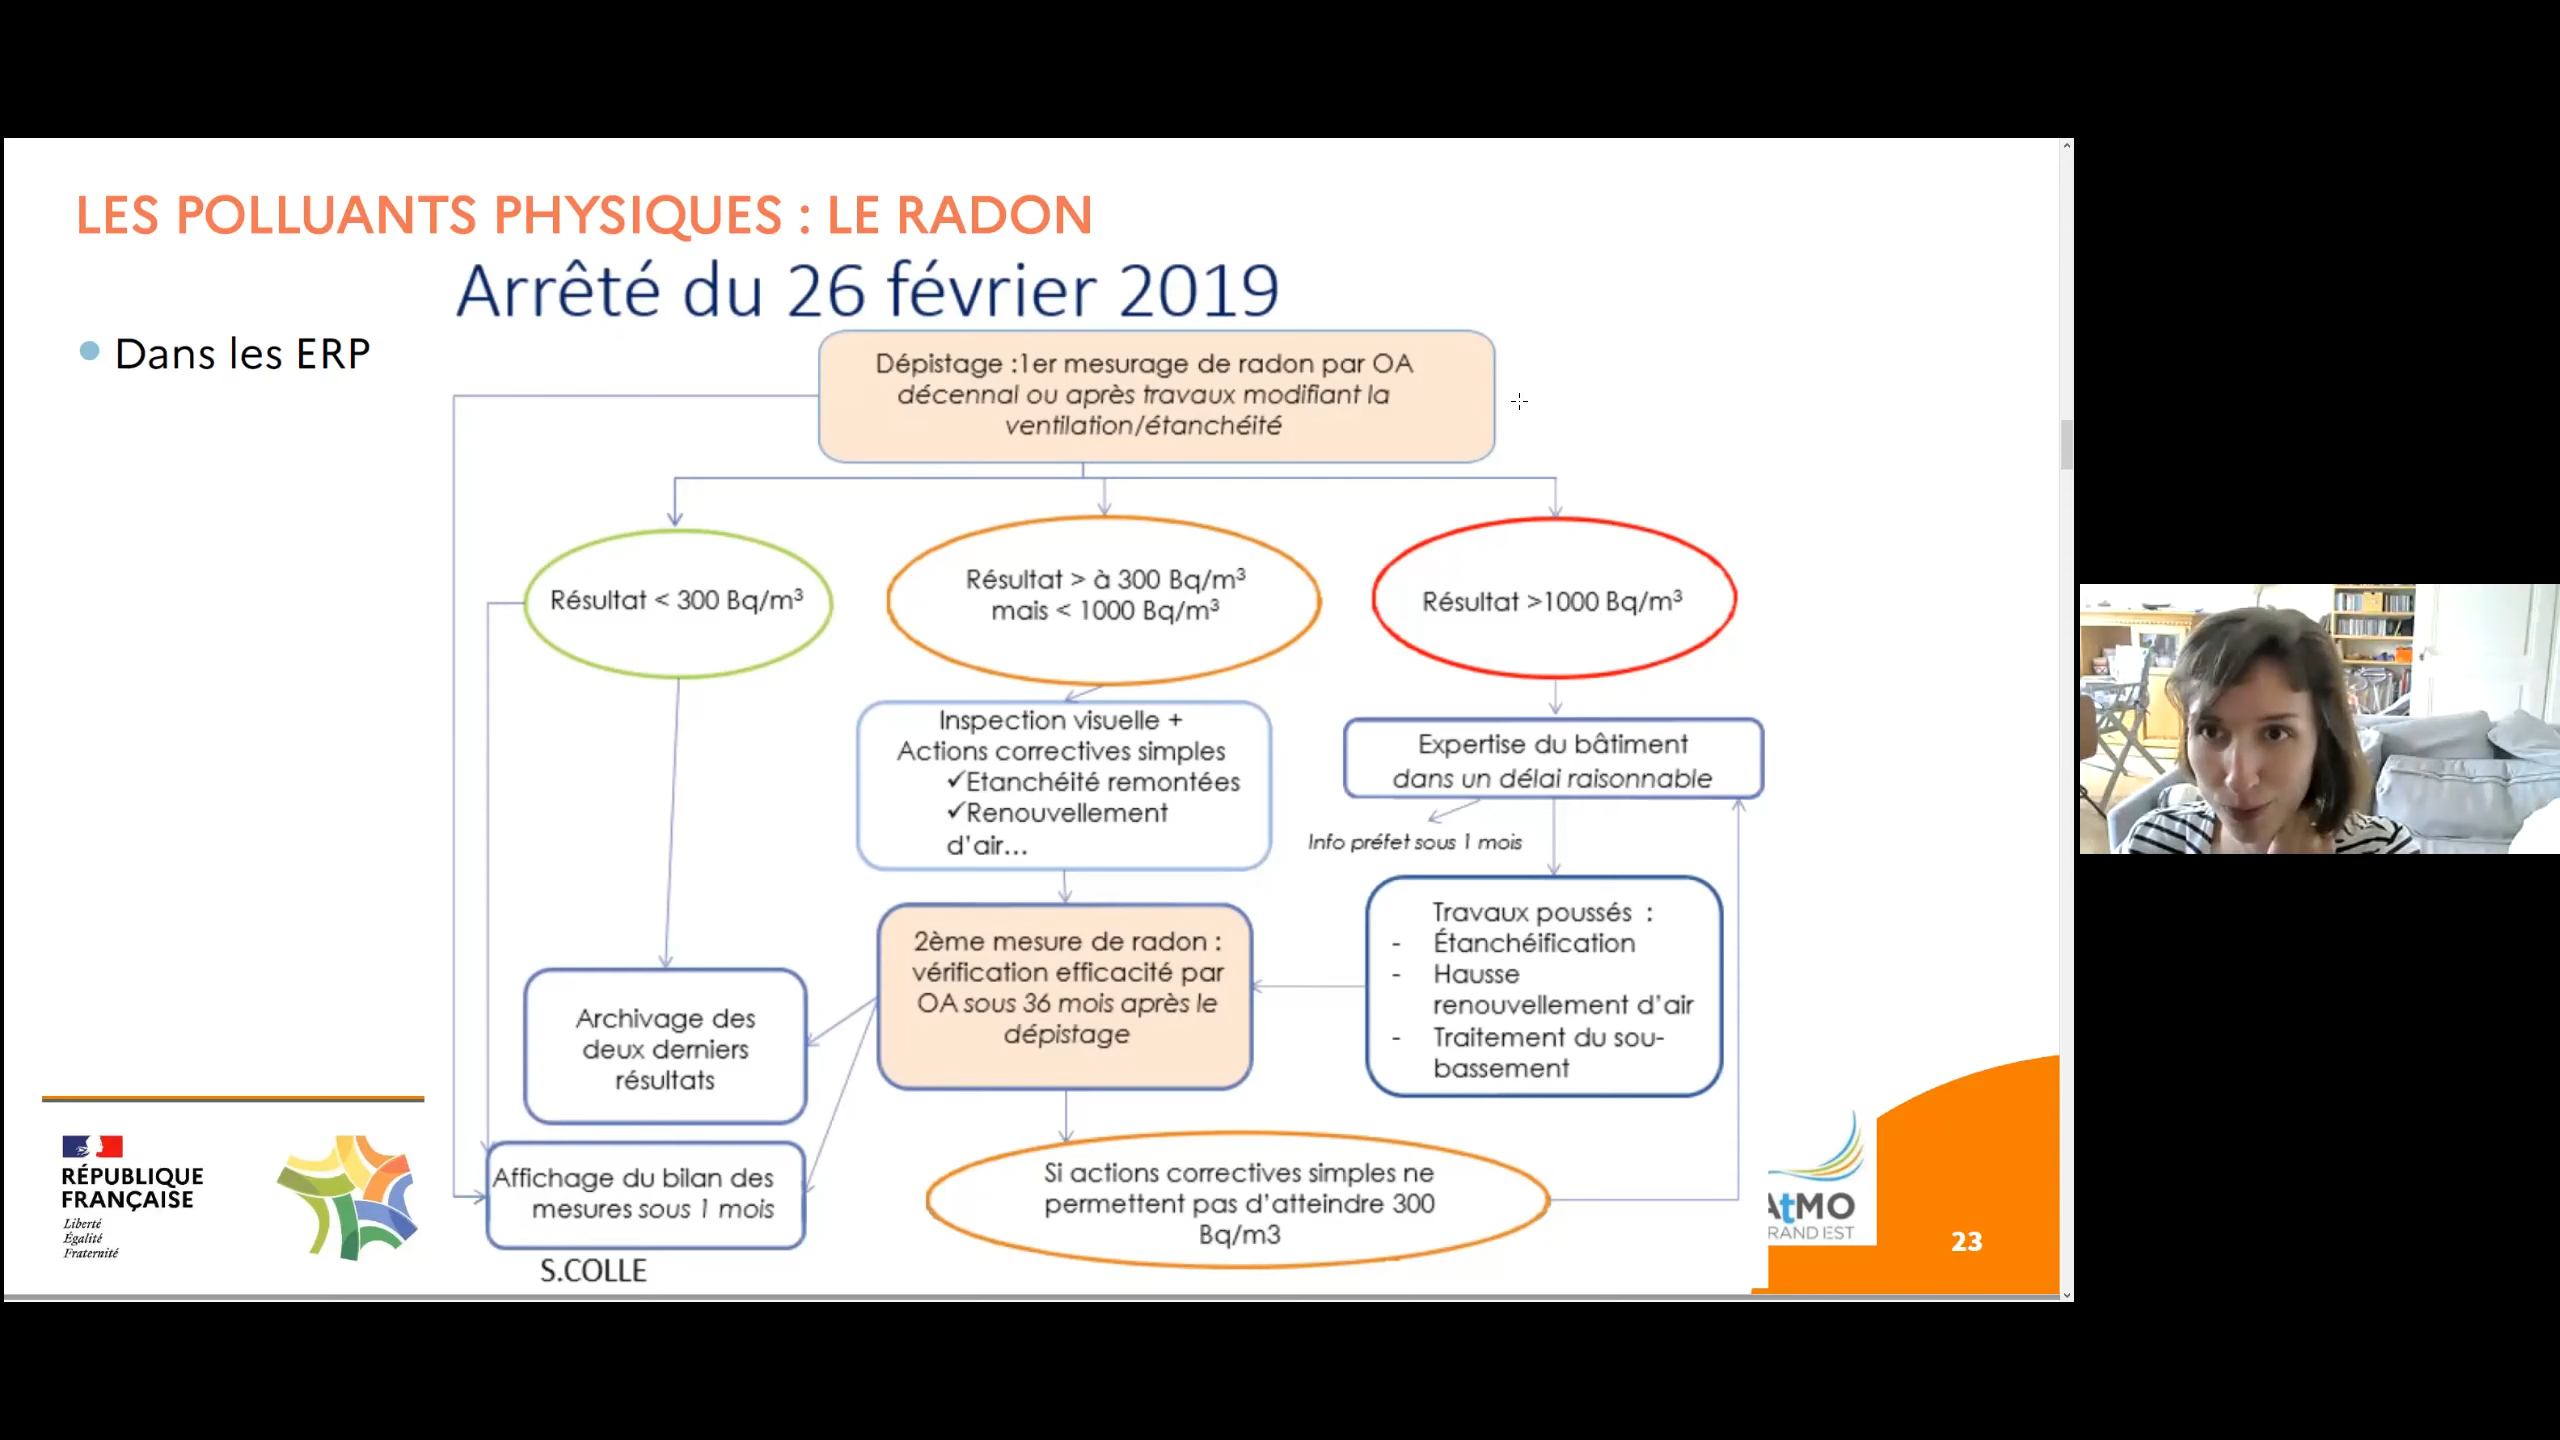 LES POLLUANTS PHYSIQUES : LE RADON
Arrêté du 26 février 2019
Dans les ERP
Dépistage :1er mesurage de radon par OA
décennal ou après travaux modifiant la
ventilation/étanchéité
Résultat < 300 Bq/m³
Résultat > à 300 Bq/m³
mais < 1000 Bq/m³
Résultat >1000 Bq/m³
Inspection visuelle +
Actions correctives simples
✓Etanchéité remontées
✓Renouvellement
d’air...
Expertise du bâtiment
dans un délai raisonnable
Info préfet sous 1 mois
2ème mesure de radon :
vérification efficacité par
OA sous 36 mois après le
dépistage
Travaux poussés :
- Étanchéification
- Hausse
renouvellement d’air
- Traitement du sou-
bassement
Archivage des
deux derniers
résultats
Affichage du bilan des
mesures sous 1 mois
Si actions correctives simples ne
permettent pas d’atteindre 300
Bq/m3
S.COLLE
RÉPUBLIQUE
FRANÇAISE
Liberté
Égalité
Fraternité
AtMO
RAND EST
23